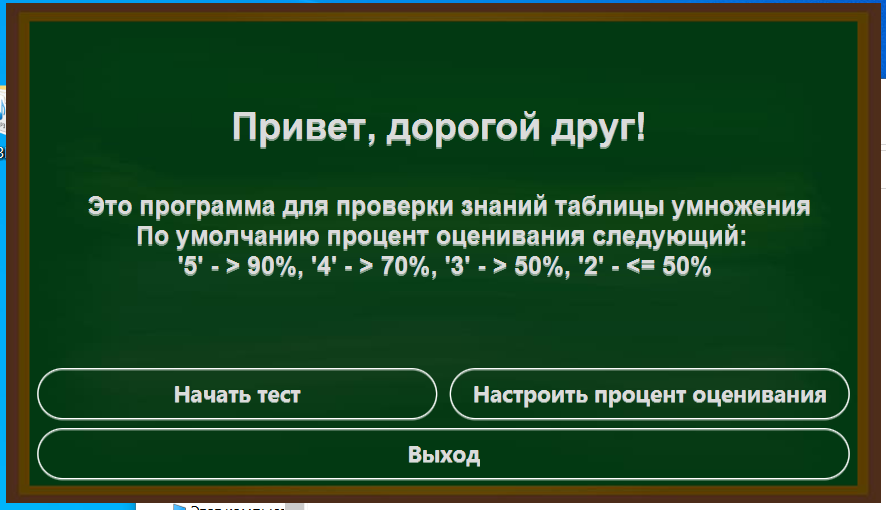 Привет, дорогой друг!
Это программа для проверки знаний таблицы умножения
По умолчанию процент оценивания следующий:
'5' - > 90%, '4' - > 70%, '3' - > 50%, '2' - <= 50%
Начать тест
Настроить процент оценивания
Выход